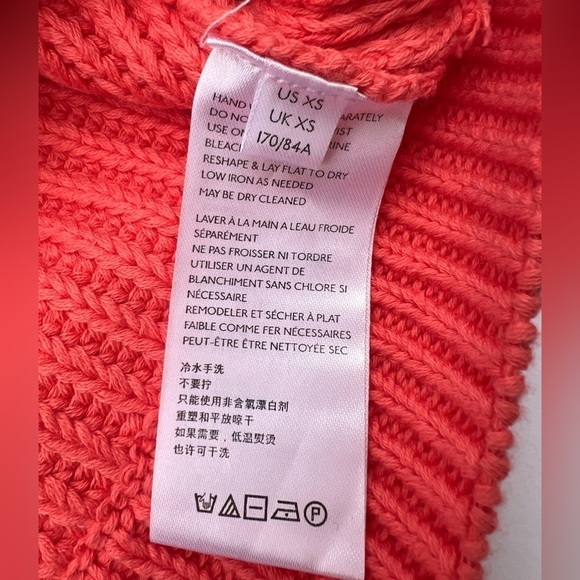 US XS
UK XS
170/84A
HAND
DO NO
USE ON
BLEAC
RESHAPE & LAY FLAT TO DRY
LOW IRON AS NEEDED
MAY BE DRY CLEANED
LAVER À LA MAIN A LEAU FROIDE
SÉPARÉMENT
NE PAS FROISSER NI TORDRE
UTILISER UN AGENT DE
BLANCHIMENT SANS CHLORE SI
NÉCESSAIRE
REMODELER ET SÉCHER À PLAT
FAIBLE COMME FER NÉCESSAIRES
PEUT-ÊTRE ÊTRE NETTOYÉE SEC
冷水手洗
不要拧
只能使用非含氧漂白剂
重塑和平放晾干
如果需要，低温熨烫
也许可干洗
P